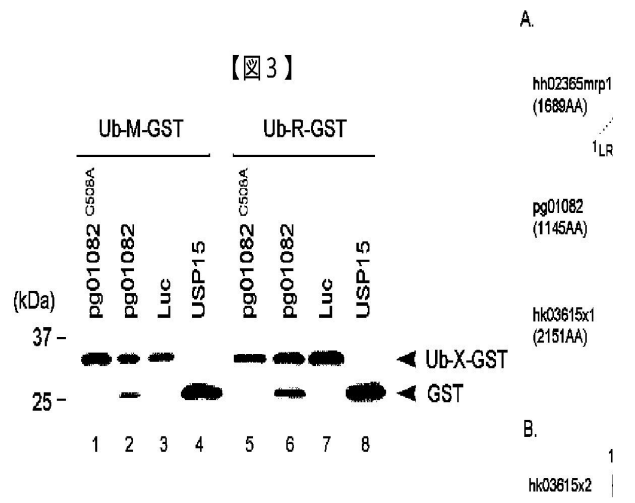 【図3】
Ub-M-GST
Ub-R-GST
pg01082 C508A
pg01082
Luc
USP15
pg01082 C508A
pg01082
Luc
USP15
(kDa)
37
25
Ub-X-GST
GST
1 2 3 4 5 6 7 8
A.
hh02365mrp1
(1689AA)
1LR
pg01082
(1145AA)
hk03615x1
(2151AA)
B.
1
hk03615x2